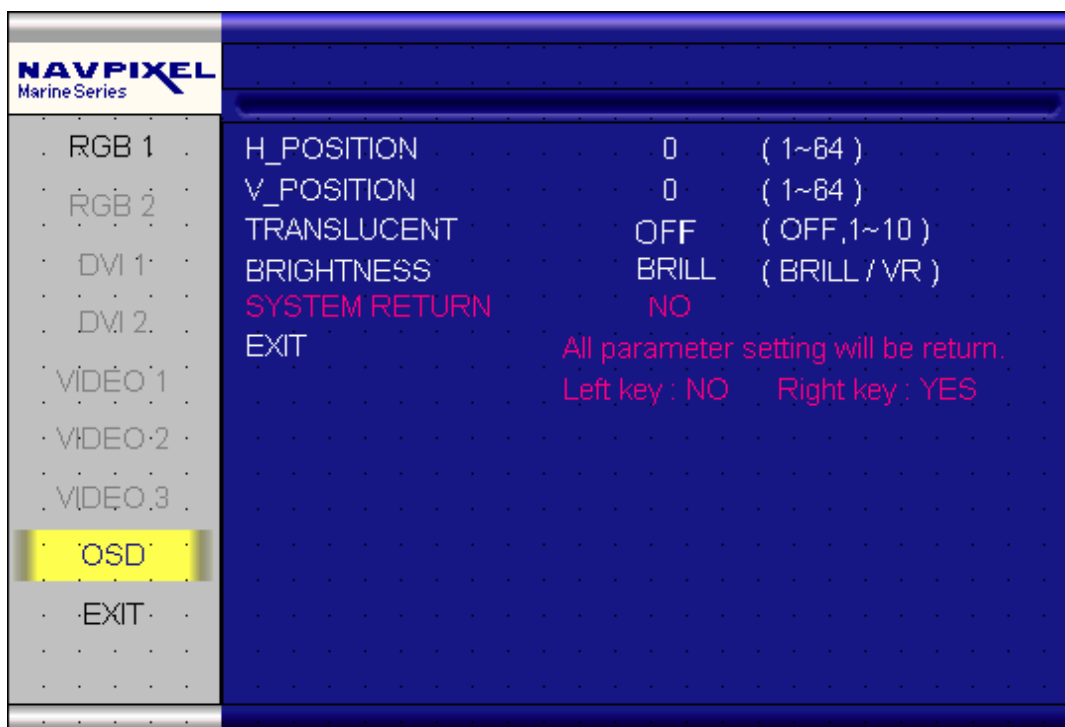 NAVPIXEL
Marine Series
RGB 1
RGB 2
DVI 1
DVI 2
VIDEO 1
VIDEO 2
VIDEO 3
OSD
EXIT
H_POSITION 0 ( 1~64 )
V_POSITION 0 ( 1~64 )
TRANSLUCENT OFF ( OFF,1~10 )
BRIGHTNESS BRILL ( BRILL / VR )
SYSTEM RETURN NO
EXIT All parameter setting will be return.
Left key : NO Right key : YES